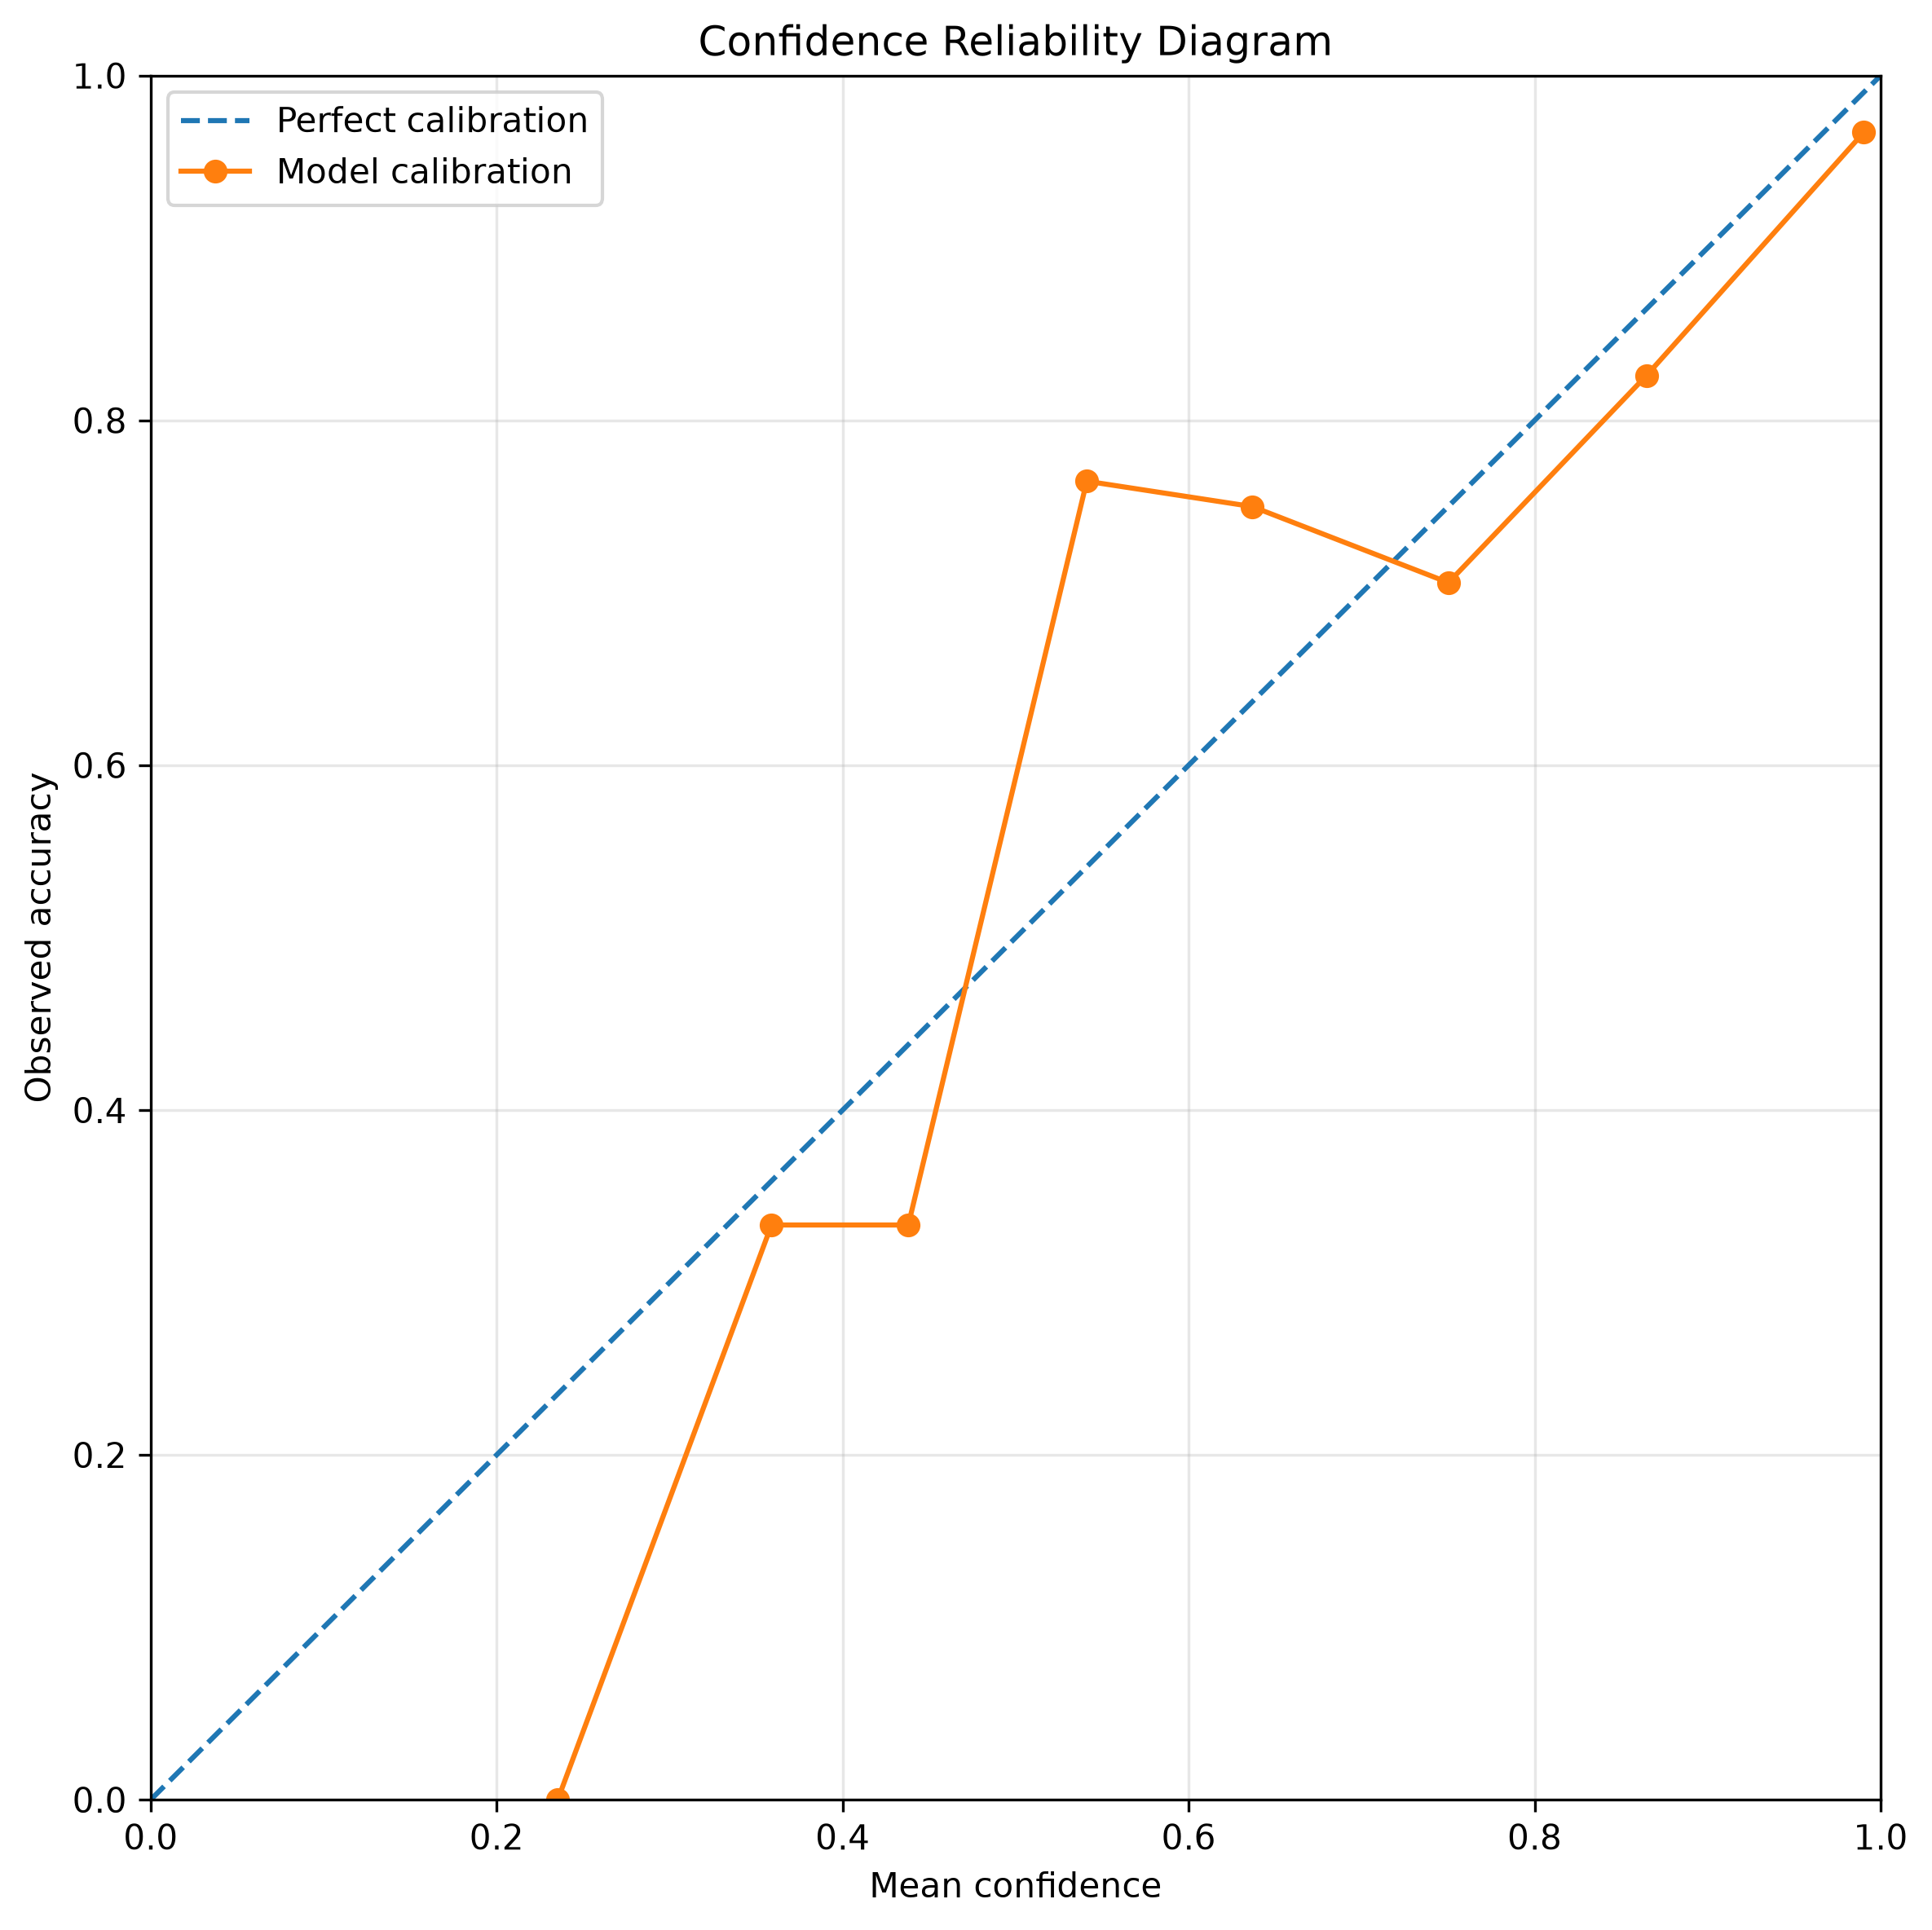 Confidence Reliability Diagram
Perfect calibration
Model calibration
Observed accuracy
1.0
0.8
0.6
0.4
0.2
0.0
0.0 0.2 0.4 0.6 0.8 1.0
Mean confidence